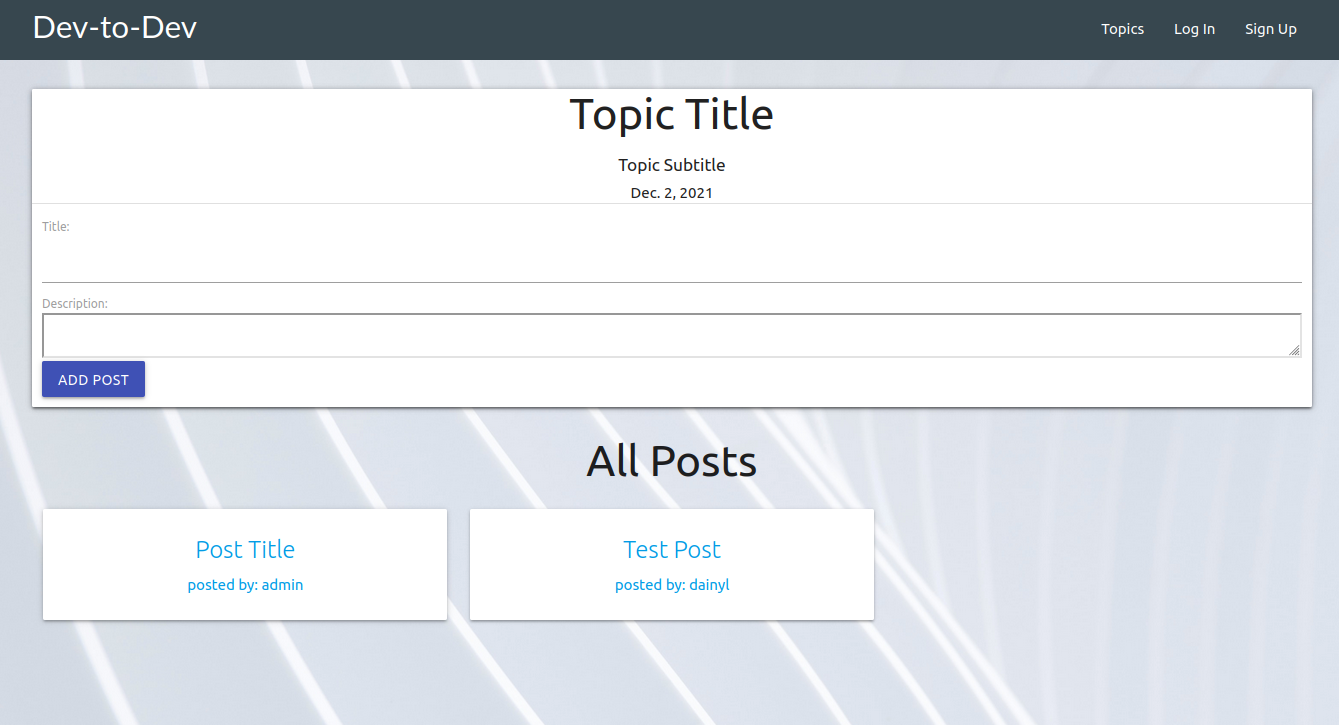 Dev-to-Dev
Topics Log In Sign Up
Topic Title
Topic Subtitle
Dec. 2, 2021
Title:
Description:
ADD POST
All Posts
Post Title
posted by: admin
Test Post
posted by: dainyl